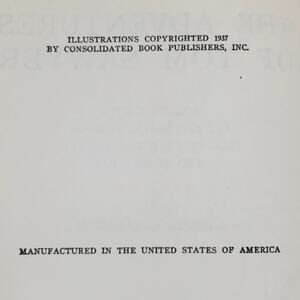 ILLUSTRATIONS COPYRIGHTED 1937
BY CONSOLIDATED BOOK PUBLISHERS, INC.
MANUFACTURED IN THE UNITED STATES OF AMERICA